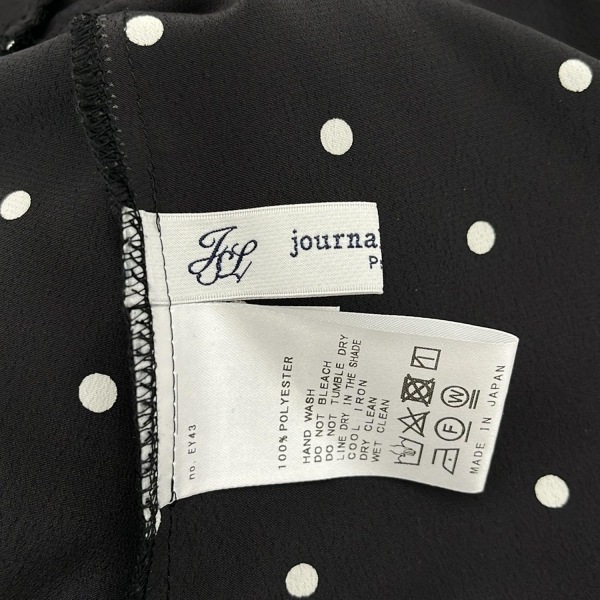 JSL
journa
no. EY43
100% POLYESTER
HAND WASH
DO NOT BLEACH
DO NOT TUMBLE DRY
LINE DRY IN THE SHADE
COOL IRON
DRY CLEAN
WET CLEAN
F W
MADE IN JAPAN